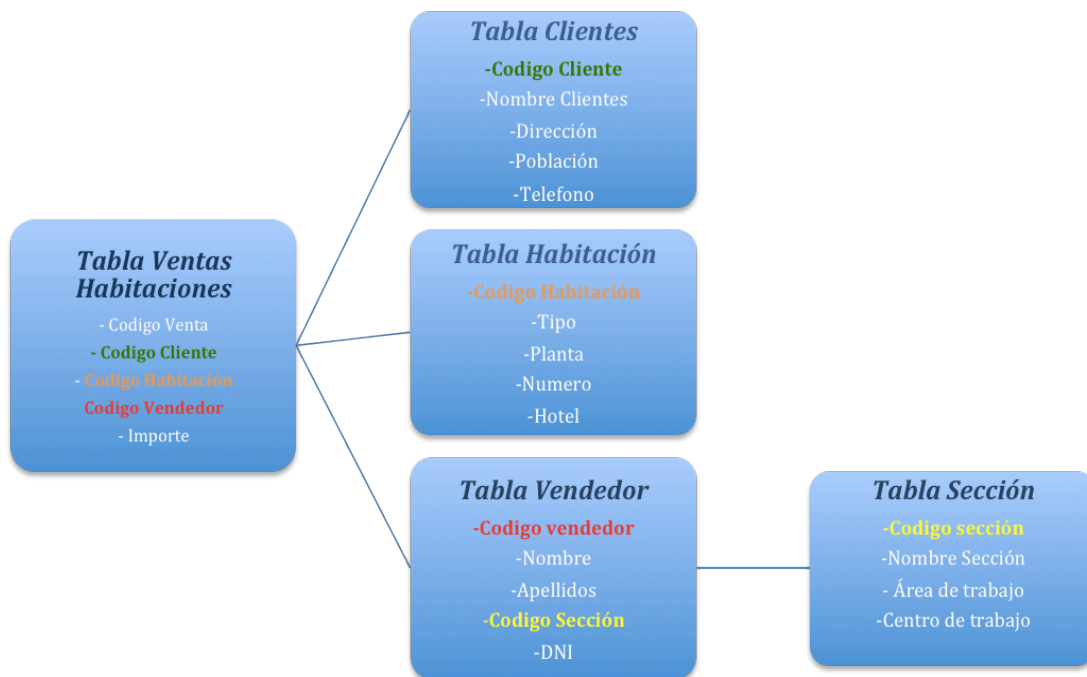 Tabla Clientes
-Codigo Cliente
-Nombre Clientes
-Dirección
-Población
-Telefono
Tabla Ventas
Habitaciones
- Codigo Venta
- Codigo Cliente
- Codigo Habitación
Codigo Vendedor
- Importe
Tabla Habitación
-Codigo Habitación
-Tipo
-Planta
-Numero
-Hotel
Tabla Vendedor
-Codigo vendedor
-Nombre
-Apellidos
-Codigo Sección
-DNI
Tabla Sección
-Codigo sección
-Nombre Sección
- Área de trabajo
-Centro de trabajo